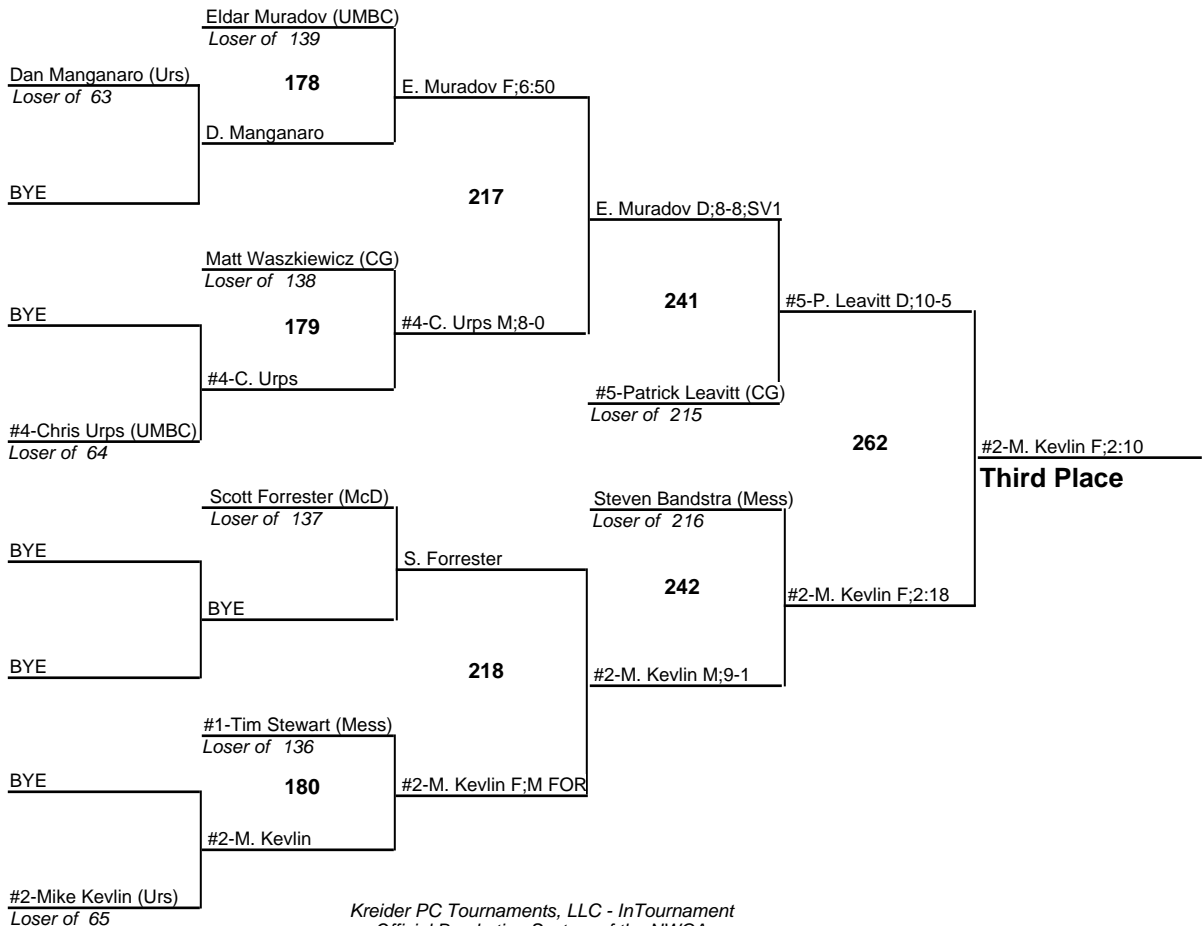 Eldar Muradov (UMBC)
Loser of 139
Dan Manganaro (Urs)
Loser of 63
178
E. Muradov F;6:50
D. Manganaro
BYE
217
E. Muradov D;8-8;SV1
Matt Waszkiewicz (CG)
Loser of 138
BYE
179
#4-C. Urps M;8-0
241
#5-P. Leavitt D;10-5
#4-C. Urps
#5-Patrick Leavitt (CG)
Loser of 215
#4-Chris Urps (UMBC)
Loser of 64
262
#2-M. Kevlin F;2:10
Third Place
Scott Forrester (McD)
Loser of 137
Steven Bandstra (Mess)
Loser of 216
BYE
S. Forrester
242
BYE
#2-M. Kevlin F;2:18
BYE
218
#2-M. Kevlin M;9-1
#1-Tim Stewart (Mess)
Loser of 136
BYE
180
#2-M. Kevlin F;M FOR
#2-M. Kevlin
#2-Mike Kevlin (Urs)
Loser of 65
Kreider PC Tournaments, LLC - InTournament